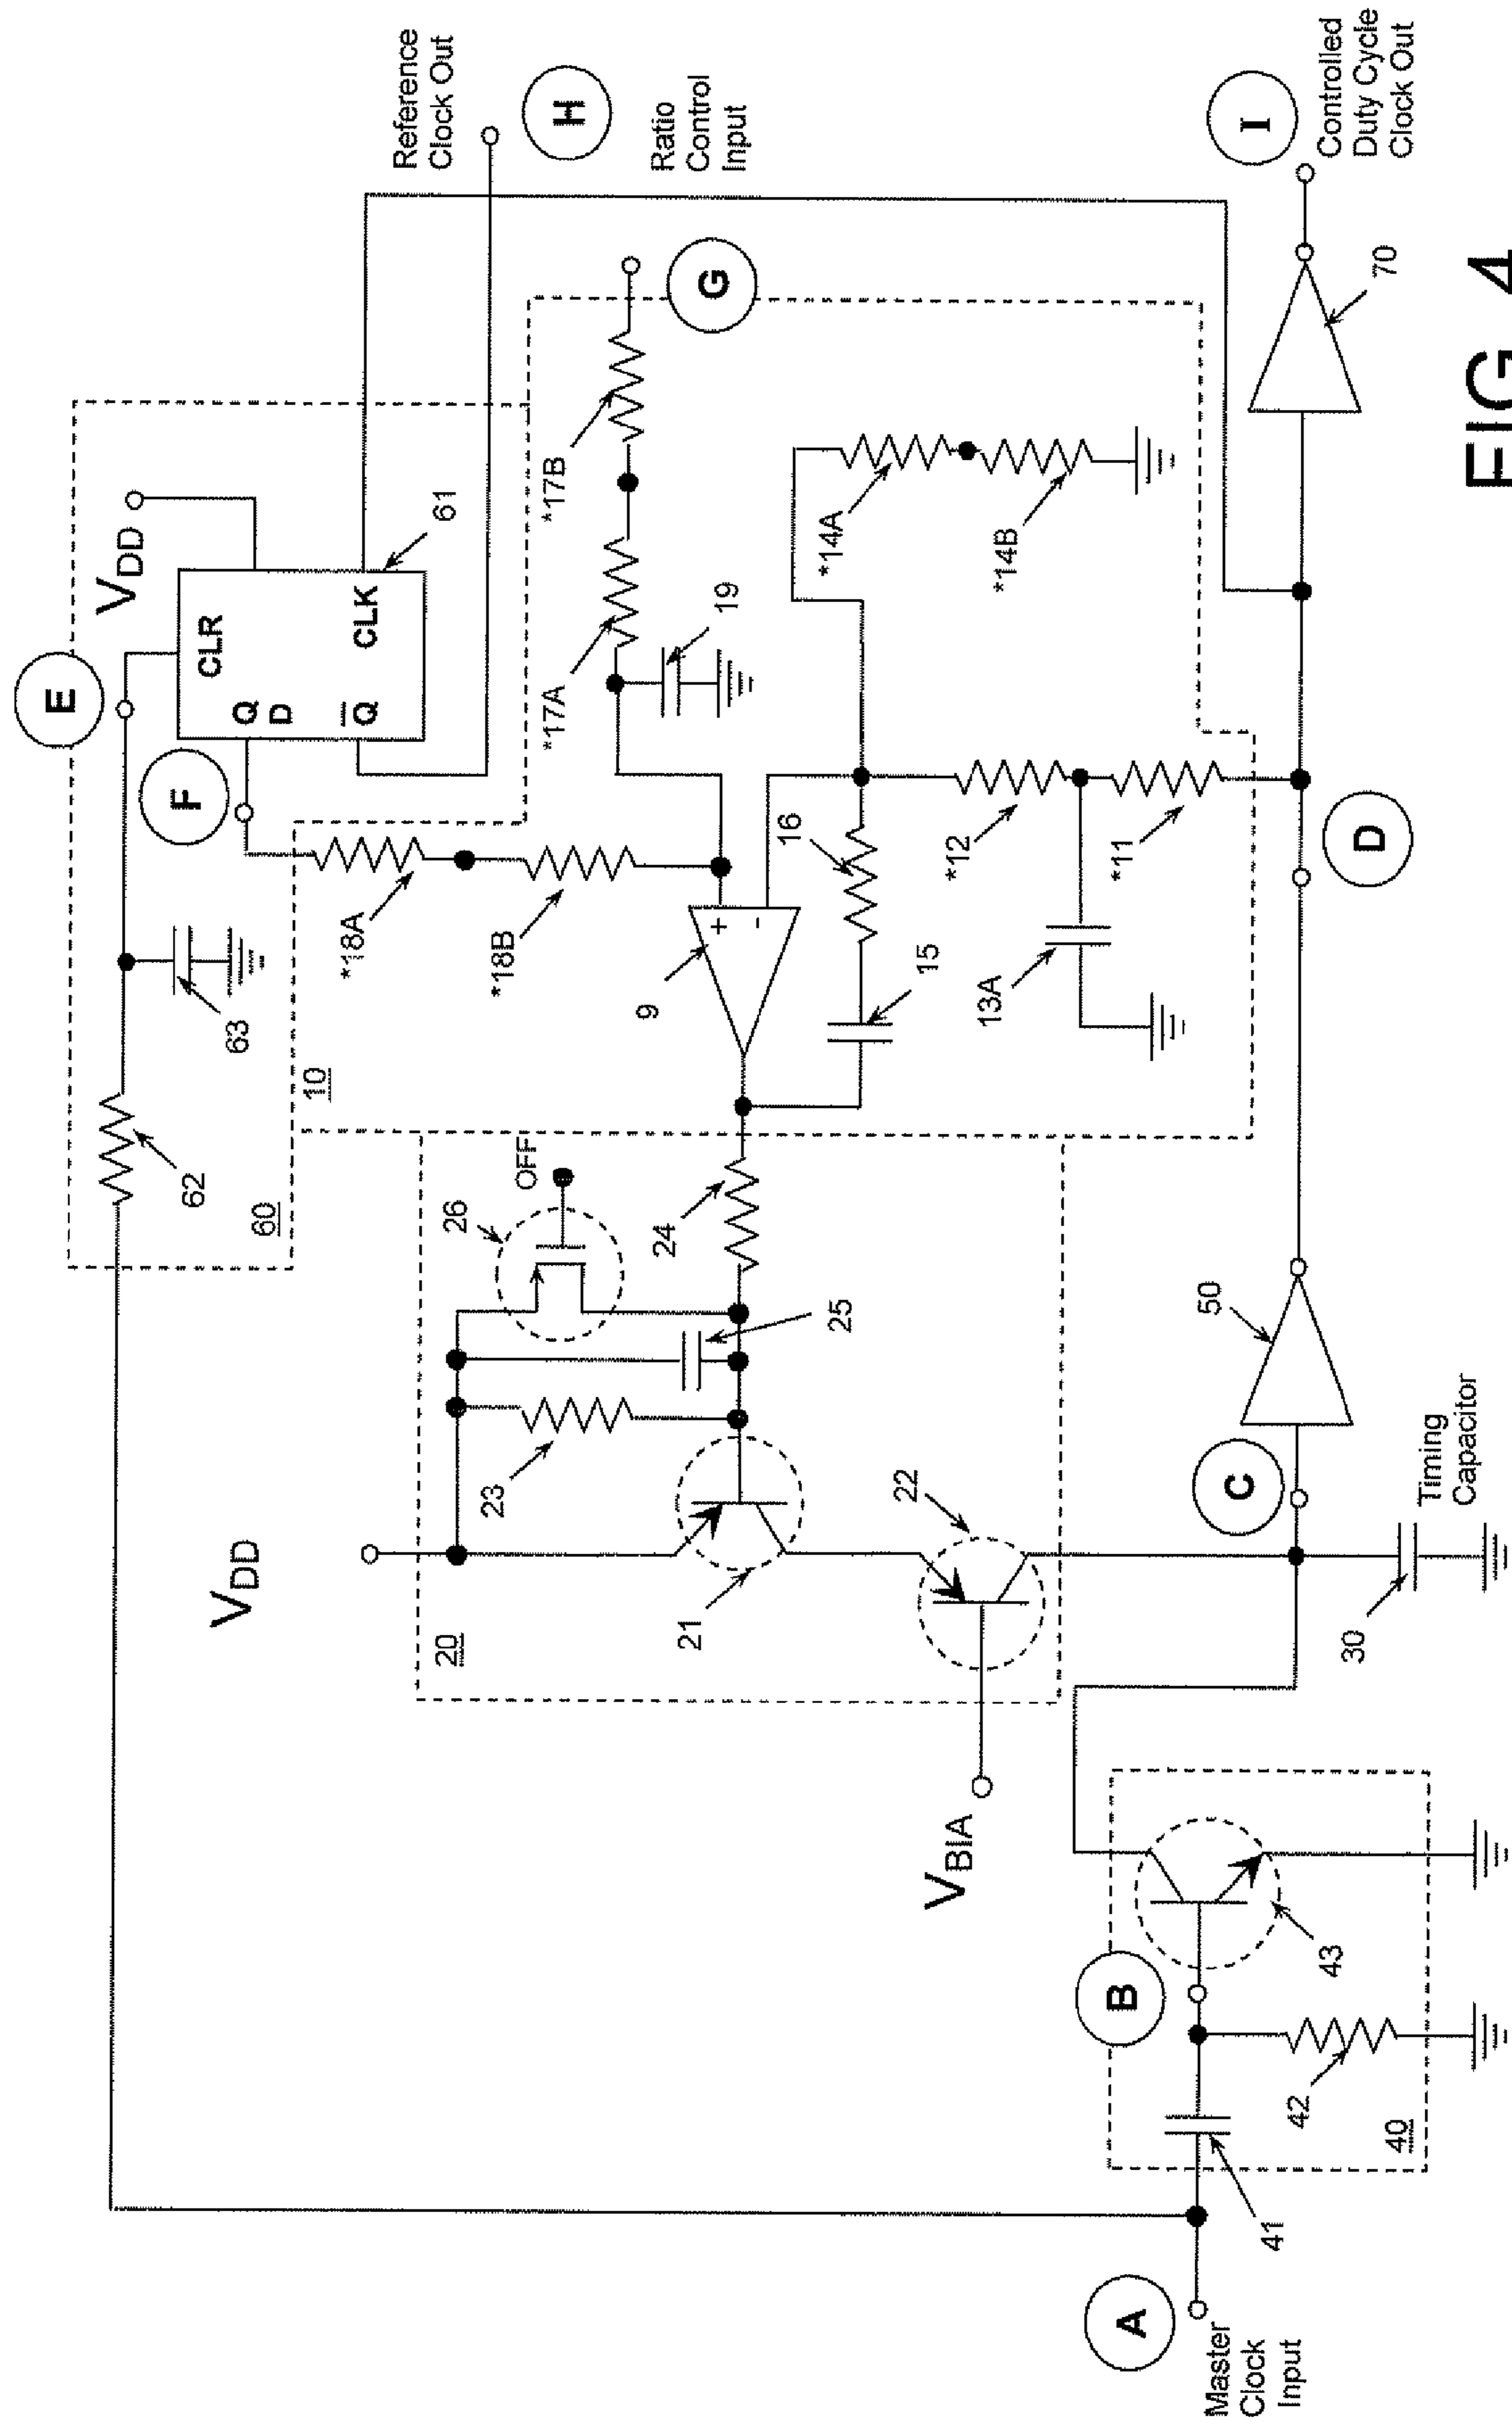 Reference
Clock Out
H
Ratio
Control
Input
I
Controlled
Duty Cycle
Clock Out
E
VDD
CLR
Q
D
CLK
Q̅
61
F
*17B
G
*17A
19
*14A
*14B
70
63
*18A
*18B
+
-
9
16
*12
*11
15
13A
D
62
60
10
OFF
26
24
25
50
VDD
23
21
22
20
C
Timing
Capacitor
30
VBIA
B
43
42
40
41
A
Master
Clock
Input
FIG. 4